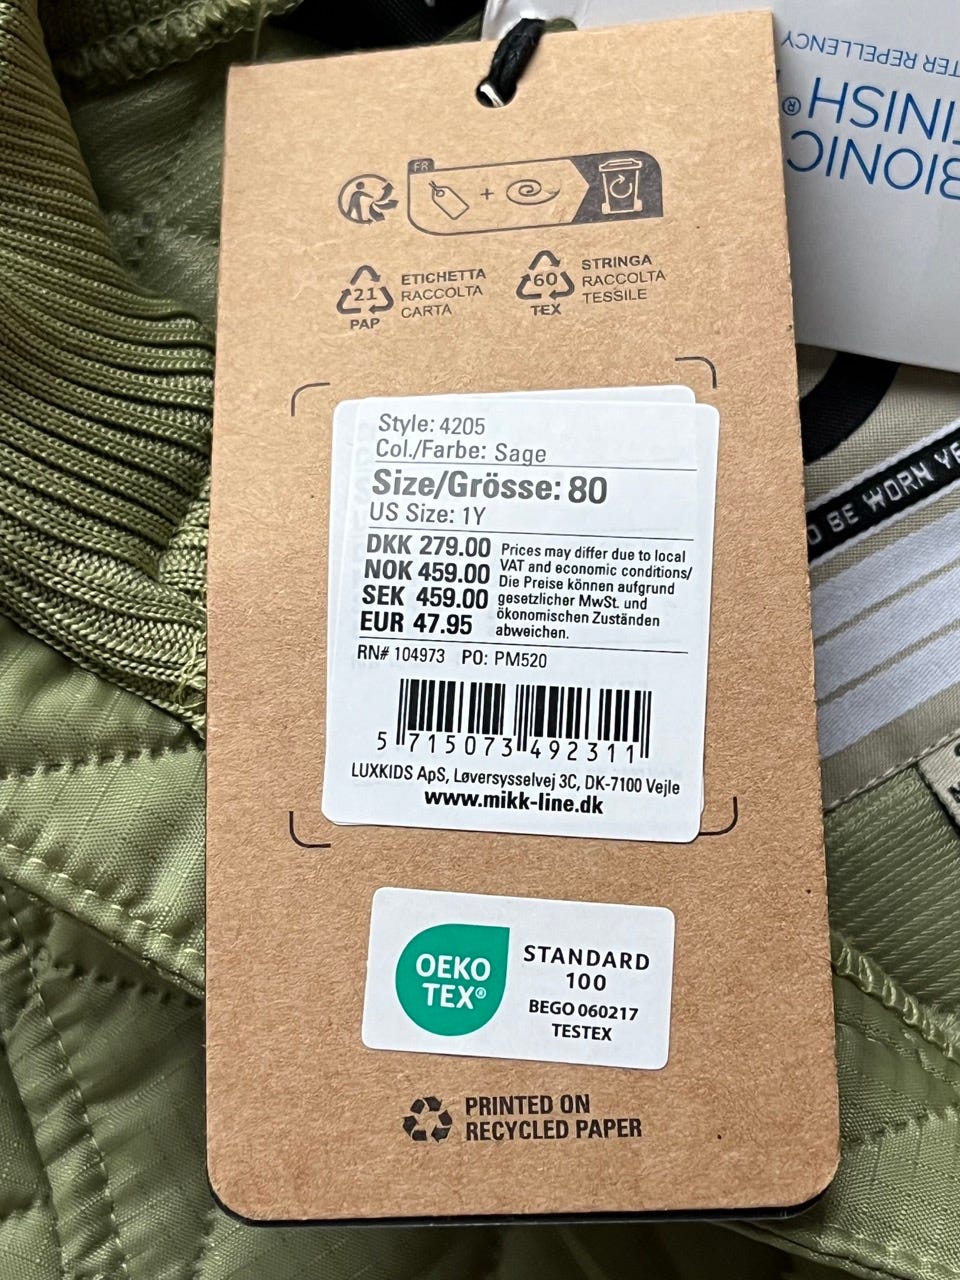 BIONIC
FINISH®
FR
+
21
PAP
ETICHETTA
RACCOLTA
CARTA
60
TEX
STRINGA
RACCOLTA
TESSILE
Style: 4205
Col./Farbe: Sage
Size/Grösse: 80
US Size: 1Y
DKK 279.00
NOK 459.00
SEK 459.00
EUR 47.95
Prices may differ due to local
VAT and economic conditions/
Die Preise können aufgrund
gesetzlicher MwSt. und
ökonomischen Zuständen
abweichen.
RN# 104973 PO: PM520
5 715073 492311
LUXKIDS ApS, Løversysselvej 3C, DK-7100 Vejle
www.mikk-line.dk
OEKO
TEX®
STANDARD
100
BEGO 060217
TESTEX
PRINTED ON
RECYCLED PAPER
BE WORN